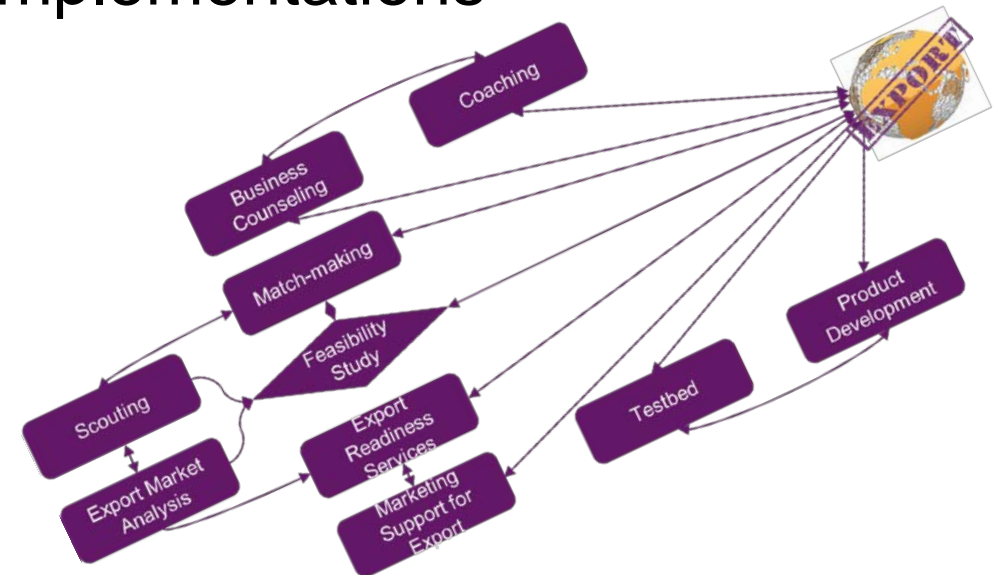 mplementations
Coaching
EXPORT
Business
Counseling
Match-making
Product
Development
Feasibility
Study
Testbed
Scouting
Export
Readiness
Services
Export Market
Analysis
Marketing
Support for
Export